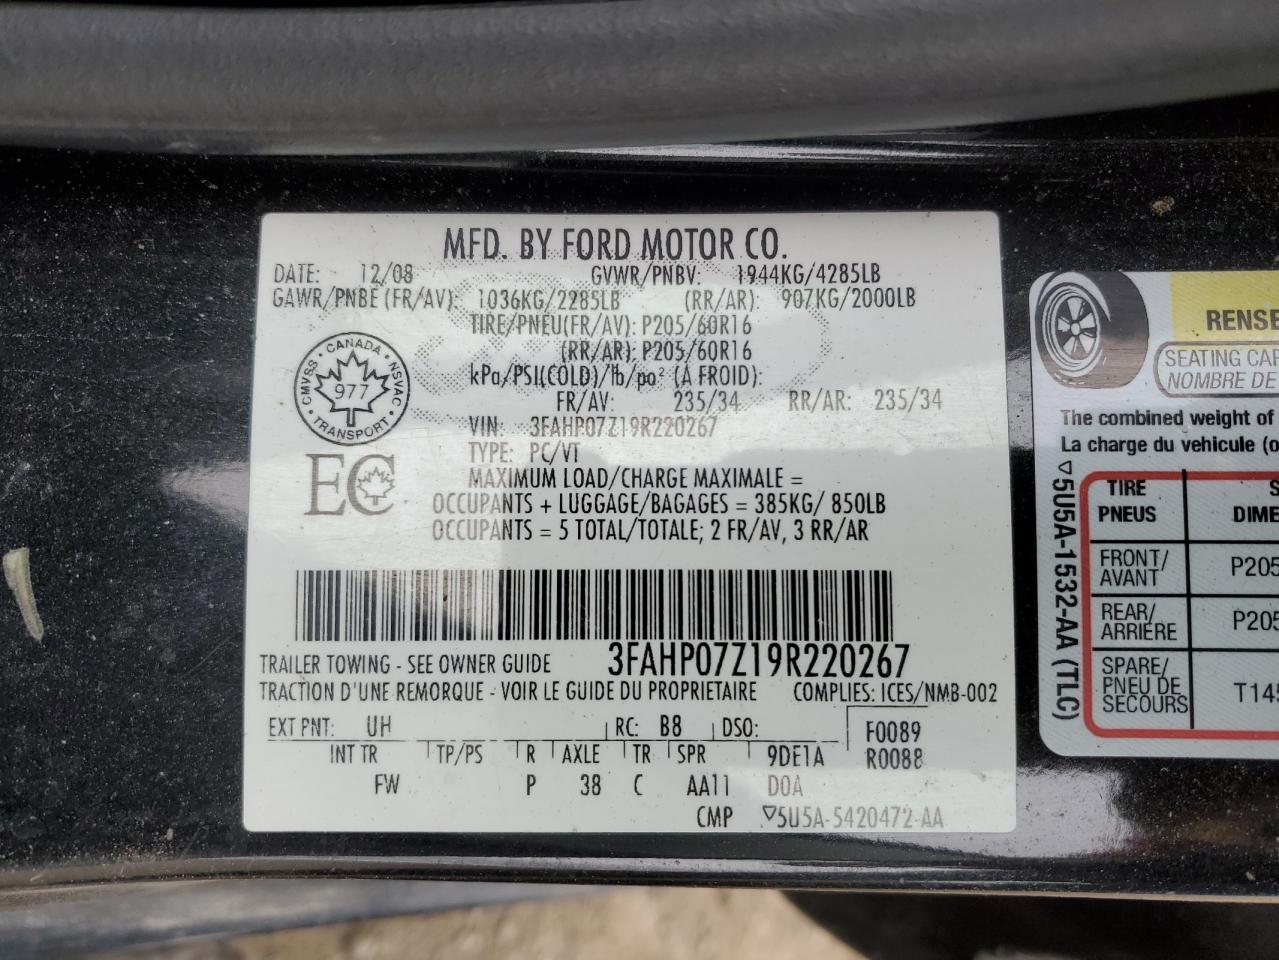 MFD. BY FORD MOTOR CO.
DATE: 12/08 GVWR/PNBV: 1944KG/4285LB
GAWR/PNBE (FR/AV): 1036KG/2285LB (RR/AR): 907KG/2000LB
TIRE/PNEU(FR/AV): P205/60R16
(RR/AR): P205/60R16
kPa/PSI(COLD)/lb/po² (A FROID):
FR/AV: 235/34 RR/AR: 235/34
VIN: 3FAHP07Z19R220267
TYPE: PC/VT
MAXIMUM LOAD/CHARGE MAXIMALE =
OCCUPANTS + LUGGAGE/BAGAGES = 385KG/ 850LB
OCCUPANTS = 5 TOTAL/TOTALE; 2 FR/AV, 3 RR/AR
CANADA
CMVSS NSVAC
977
TRANSPORT
EC
3FAHP07Z19R220267
TRAILER TOWING - SEE OWNER GUIDE
TRACTION D'UNE REMORQUE - VOIR LE GUIDE DU PROPRIETAIRE COMPLIES: ICES/NMB-002
EXT PNT: UH RC: B8 DSO: F0089
INT TR TP/PS R AXLE TR SPR 9DE1A R0088
FW P 38 C AA11 DOA
CMP ▽5U5A-5420472-AA
RENSE
SEATING CAP
NOMBRE DE
The combined weight of
La charge du véhicule (o
▽5U5A-1532-AA (TLC)
TIRE S
PNEUS DIME
FRONT/
AVANT P205
REAR/
ARRIÈRE P205
SPARE/
PNEU DE
SECOURS T145